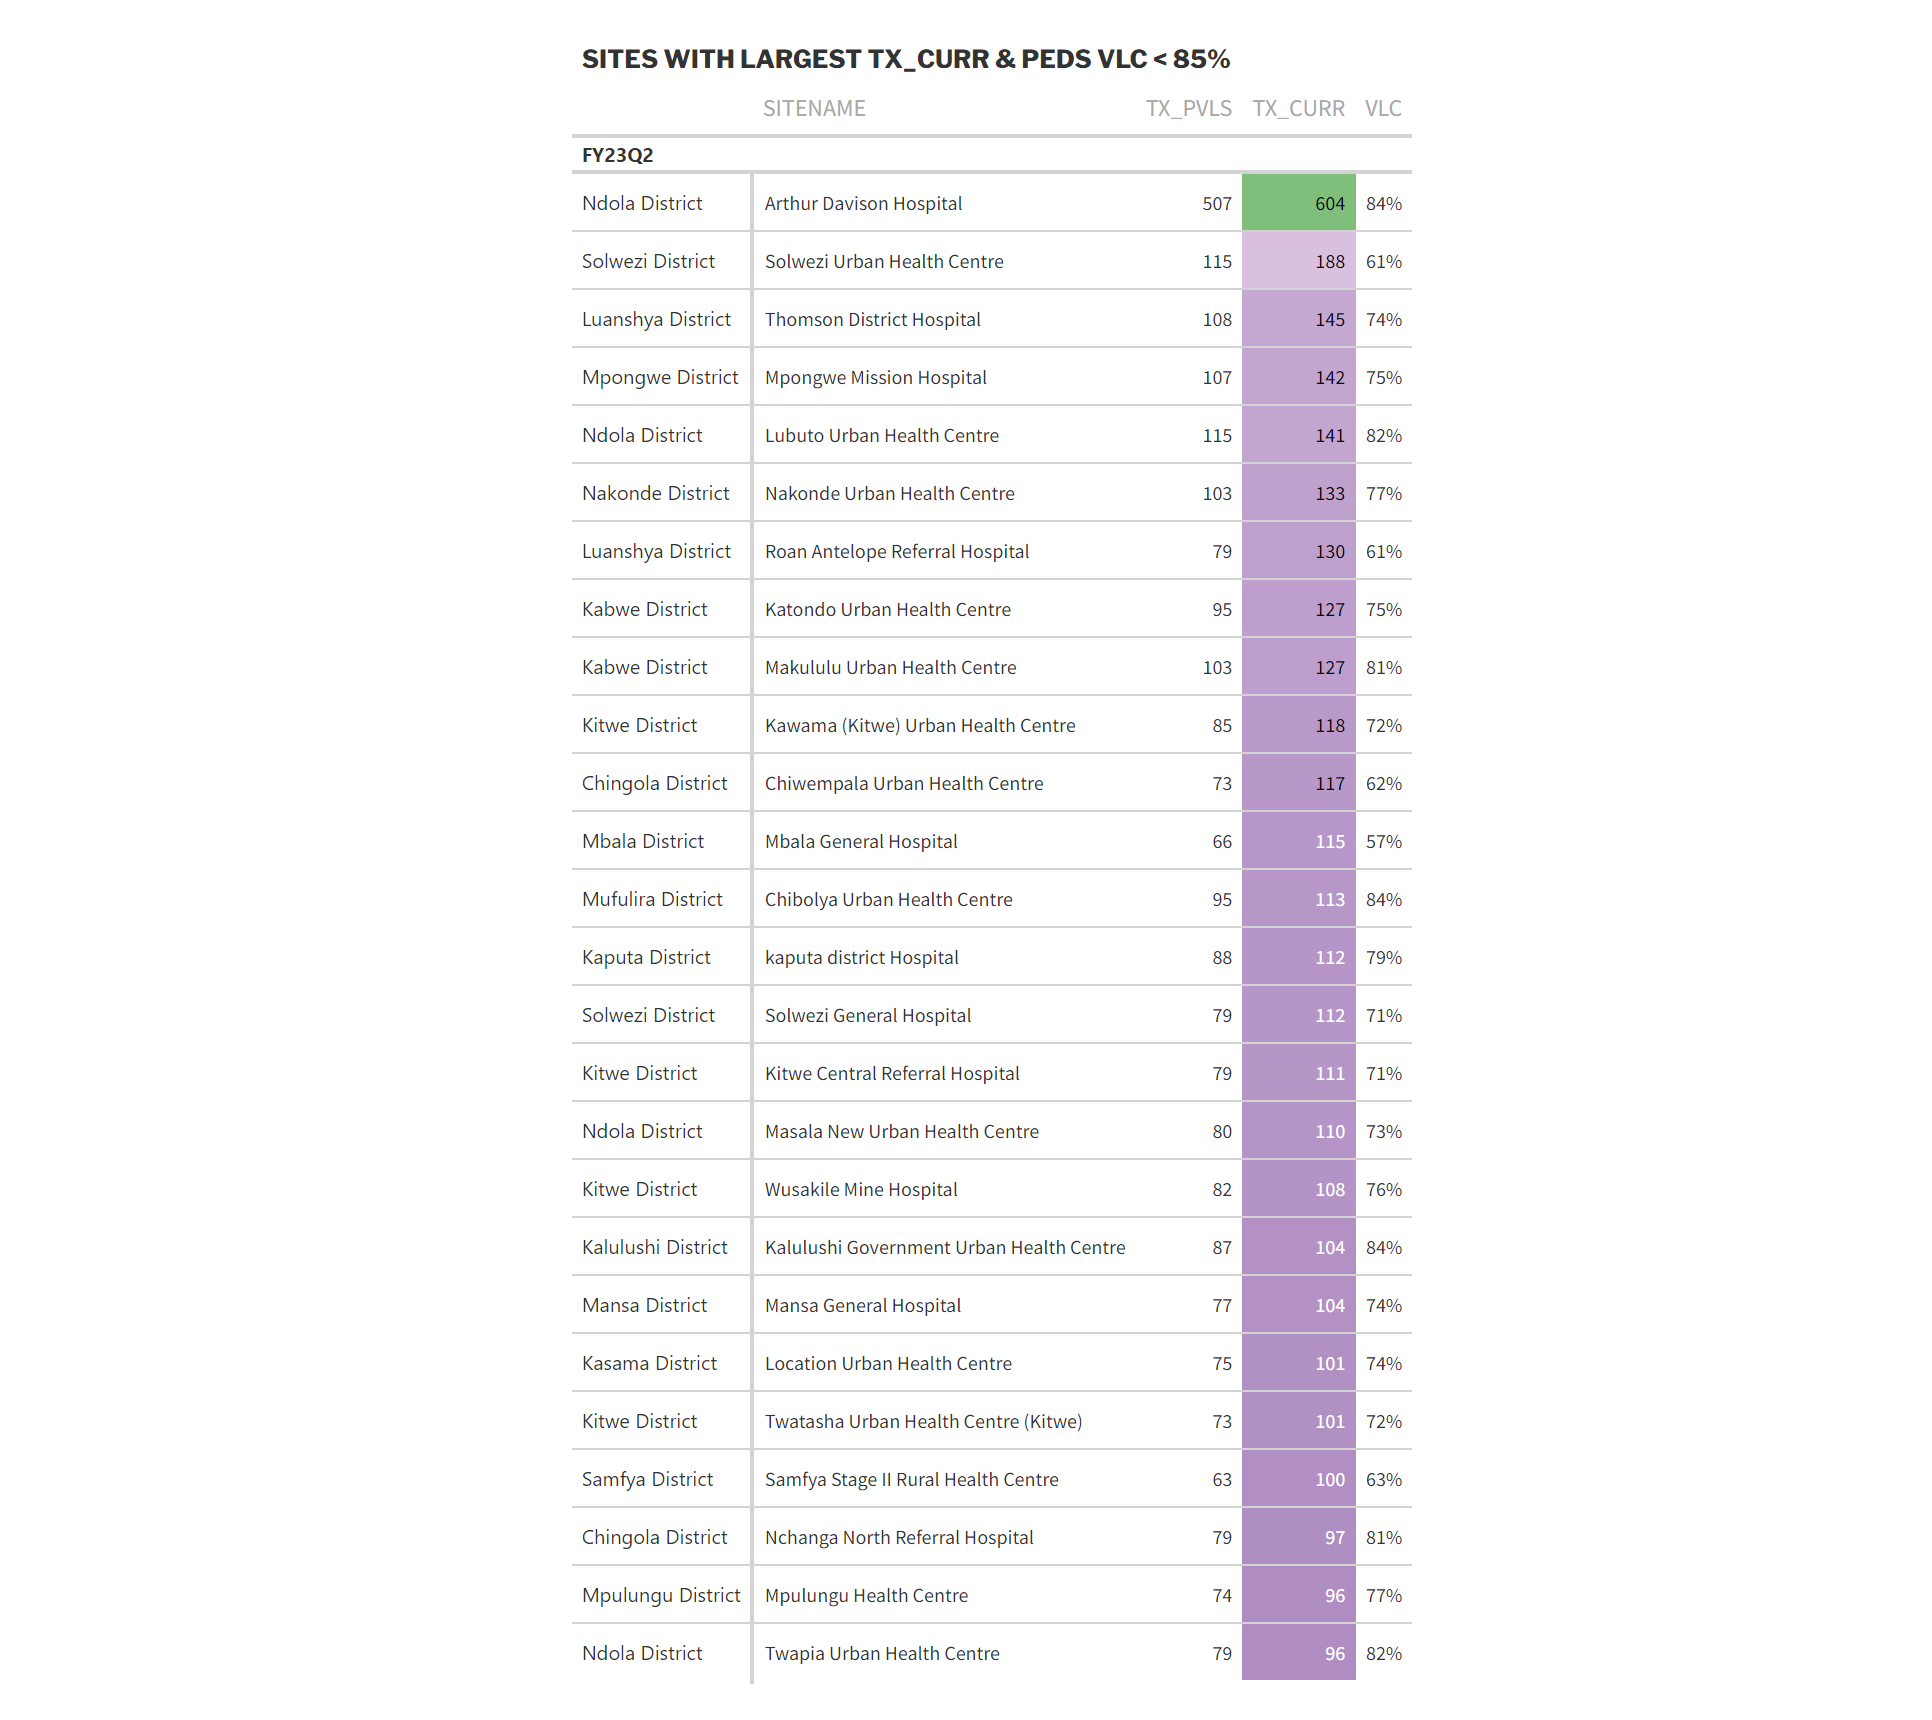 SITES WITH LARGEST TX_CURR & PEDS VLC < 85%
SITENAME TX_PVLS TX_CURR VLC
FY23Q2
Ndola District Arthur Davison Hospital 507 604 84%
Solwezi District Solwezi Urban Health Centre 115 188 61%
Luanshya District Thomson District Hospital 108 145 74%
Mpongwe District Mpongwe Mission Hospital 107 142 75%
Ndola District Lubuto Urban Health Centre 115 141 82%
Nakonde District Nakonde Urban Health Centre 103 133 77%
Luanshya District Roan Antelope Referral Hospital 79 130 61%
Kabwe District Katondo Urban Health Centre 95 127 75%
Kabwe District Makululu Urban Health Centre 103 127 81%
Kitwe District Kawama (Kitwe) Urban Health Centre 85 118 72%
Chingola District Chiwempala Urban Health Centre 73 117 62%
Mbala District Mbala General Hospital 66 115 57%
Mufulira District Chibolya Urban Health Centre 95 113 84%
Kaputa District kaputa district Hospital 88 112 79%
Solwezi District Solwezi General Hospital 79 112 71%
Kitwe District Kitwe Central Referral Hospital 79 111 71%
Ndola District Masala New Urban Health Centre 80 110 73%
Kitwe District Wusakile Mine Hospital 82 108 76%
Kalulushi District Kalulushi Government Urban Health Centre 87 104 84%
Mansa District Mansa General Hospital 77 104 74%
Kasama District Location Urban Health Centre 75 101 74%
Kitwe District Twatasha Urban Health Centre (Kitwe) 73 101 72%
Samfya District Samfya Stage II Rural Health Centre 63 100 63%
Chingola District Nchanga North Referral Hospital 79 97 81%
Mpulungu District Mpulungu Health Centre 74 96 77%
Ndola District Twapia Urban Health Centre 79 96 82%